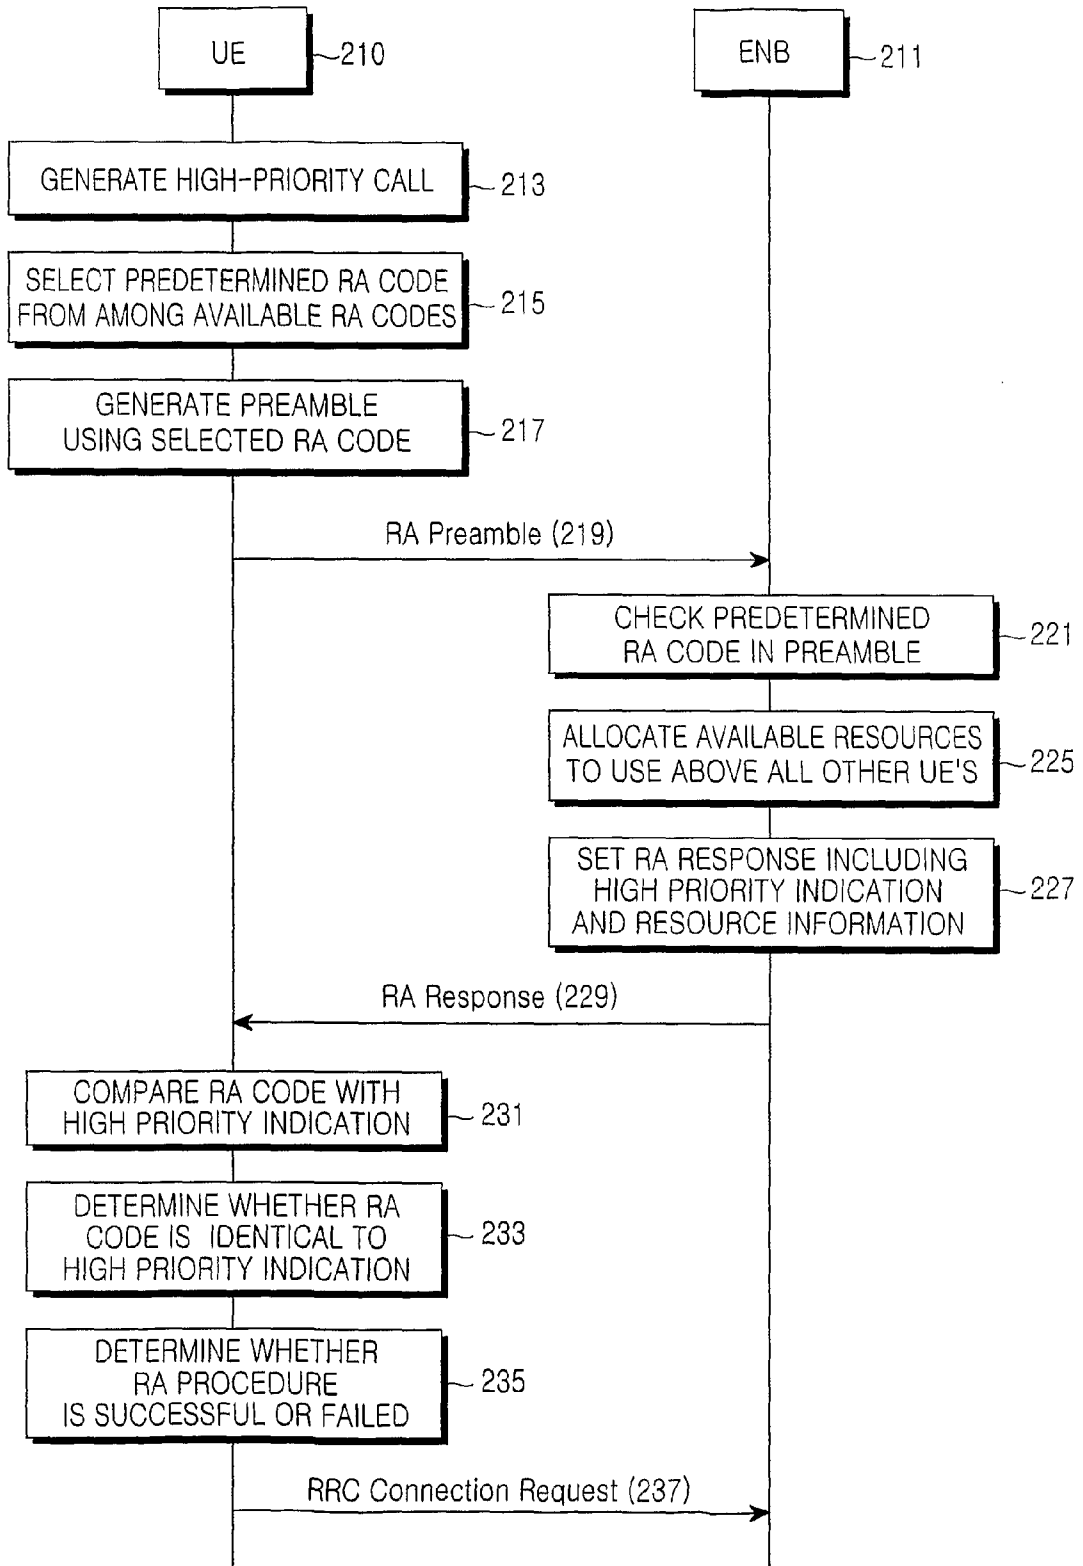 UE
210
ENB
211
GENERATE HIGH-PRIORITY CALL
213
SELECT PREDETERMINED RA CODE
FROM AMONG AVAILABLE RA CODES
215
GENERATE PREAMBLE
USING SELECTED RA CODE
217
RA Preamble (219)
CHECK PREDETERMINED
RA CODE IN PREAMBLE
221
ALLOCATE AVAILABLE RESOURCES
TO USE ABOVE ALL OTHER UE'S
225
SET RA RESPONSE INCLUDING
HIGH PRIORITY INDICATION
AND RESOURCE INFORMATION
227
RA Response (229)
COMPARE RA CODE WITH
HIGH PRIORITY INDICATION
231
DETERMINE WHETHER RA
CODE IS IDENTICAL TO
HIGH PRIORITY INDICATION
233
DETERMINE WHETHER
RA PROCEDURE
IS SUCCESSFUL OR FAILED
235
RRC Connection Request (237)